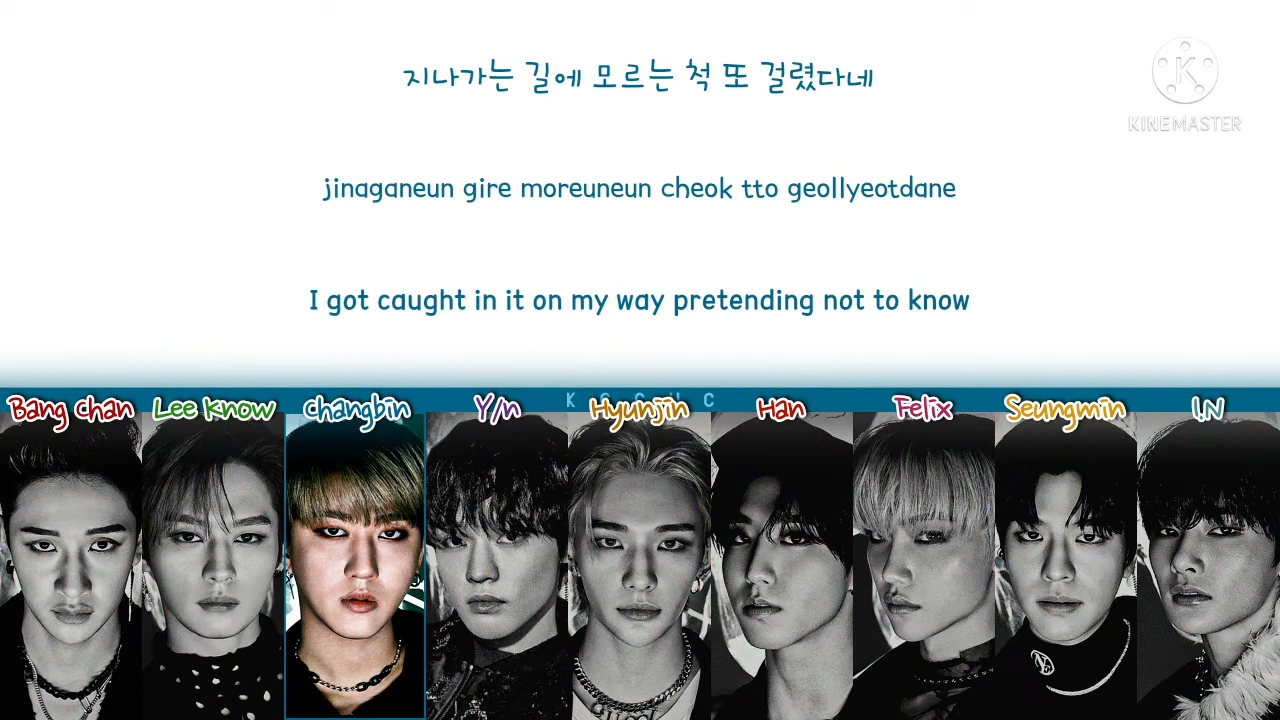 지나가는 길에 모르는 척 또 걸렸다네
KINEMASTER
jinaganeun gire moreuneun cheok tto geollyeotdane
I got caught in it on my way pretending not to know
Bang chan Lee Know changbin Y/n Hyunjin Han Felix Seungmin I.N